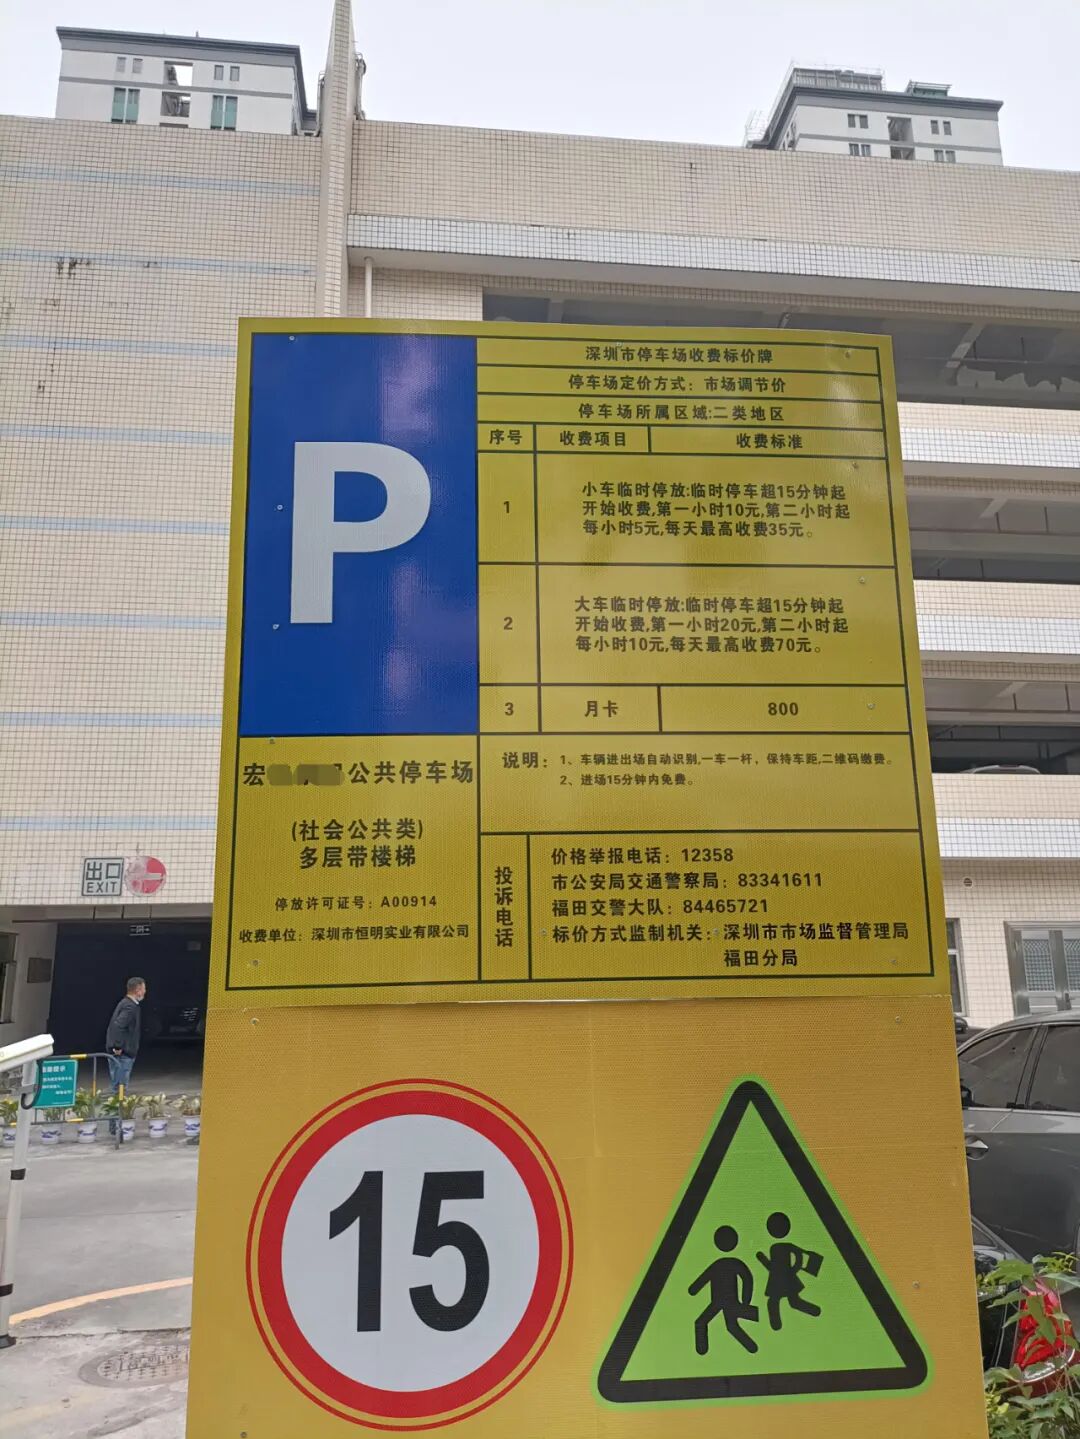 P
深圳市停车场收费标价牌
停车场定价方式：市场调节价
停车场所属区域:二类地区
序号 收费项目 收费标准
1 小车临时停放:临时停车超15分钟起
开始收费,第一小时10元,第二小时起
每小时5元,每天最高收费35元。
2 大车临时停放:临时停车超15分钟起
开始收费,第一小时20元,第二小时起
每小时10元,每天最高收费70元。
3 月卡 800
宏 公共停车场
(社会公共类)
多层带楼梯
停放许可证号：A00914
收费单位：深圳市恒明实业有限公司
说明：1、车辆进出场自动识别,一车一杆，保持车距,二维码缴费。
2、进场15分钟内免费。
投诉电话
价格举报电话：12358
市公安局交通警察局：83341611
福田交警大队：84465721
标价方式监制机关：深圳市市场监督管理局
福田分局
出口
EXIT
15